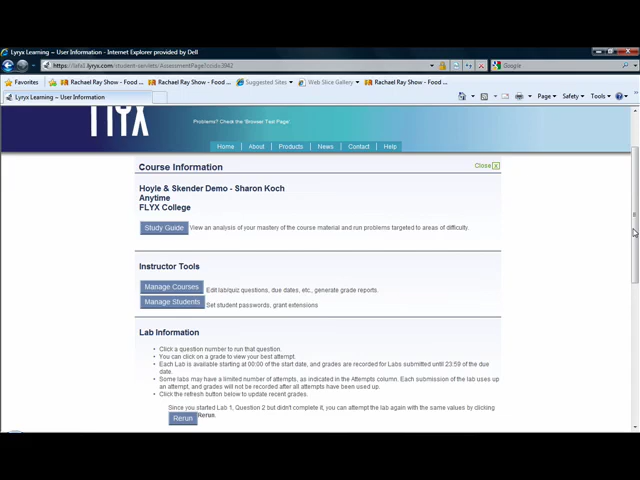 Lyryx Learning ~ User Information - Internet Explorer provided by Dell
Favorites Rachael Ray Show - Food ... Rachael Ray Show - Food ... Suggested Sites Web Slice Gallery Rachael Ray Show - Food ...
Google
Lyryx Learning ~ User Information
Page Safety Tools
Problems? Check the 'Browser Test Page'
Home About Products News Contact Help
Course Information
Close X
Hoyle & Skender Demo - Sharon Koch
Anytime
FLYX College
Study Guide View an analysis of your mastery of the course material and run problems targeted to areas of difficulty.
Instructor Tools
Manage Courses Edit lab/quiz questions, due dates, etc., generate grade reports.
Manage Students Set student passwords, grant extensions
Lab Information
• Click a question number to run that question.
• You can click on a grade to view your best attempt.
• Each Lab is available starting at 00:00 of the start date, and grades are recorded for Labs submitted until 23:59 of the due
date.
• Some labs may have a limited number of attempts, as indicated in the Attempts column. Each submission of the lab uses up
an attempt, and grades will not be recorded after all attempts have been used up.
• Click the refresh button below to update recent grades.
Since you started Lab 1, Question 2 but didn't complete it, you can attempt the lab again with the same values by clicking
Rerun Rerun.